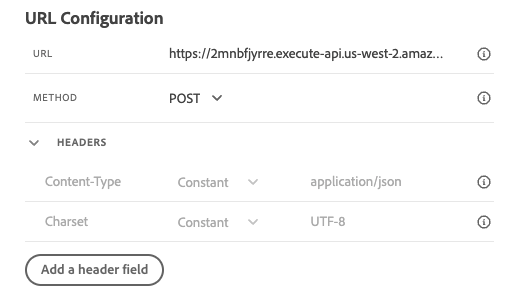 URL Configuration
URL https://2mnbfjyrre.execute-api.us-west-2.amaz...
METHOD POST
HEADERS
Content-Type Constant application/json
Charset Constant UTF-8
Add a header field